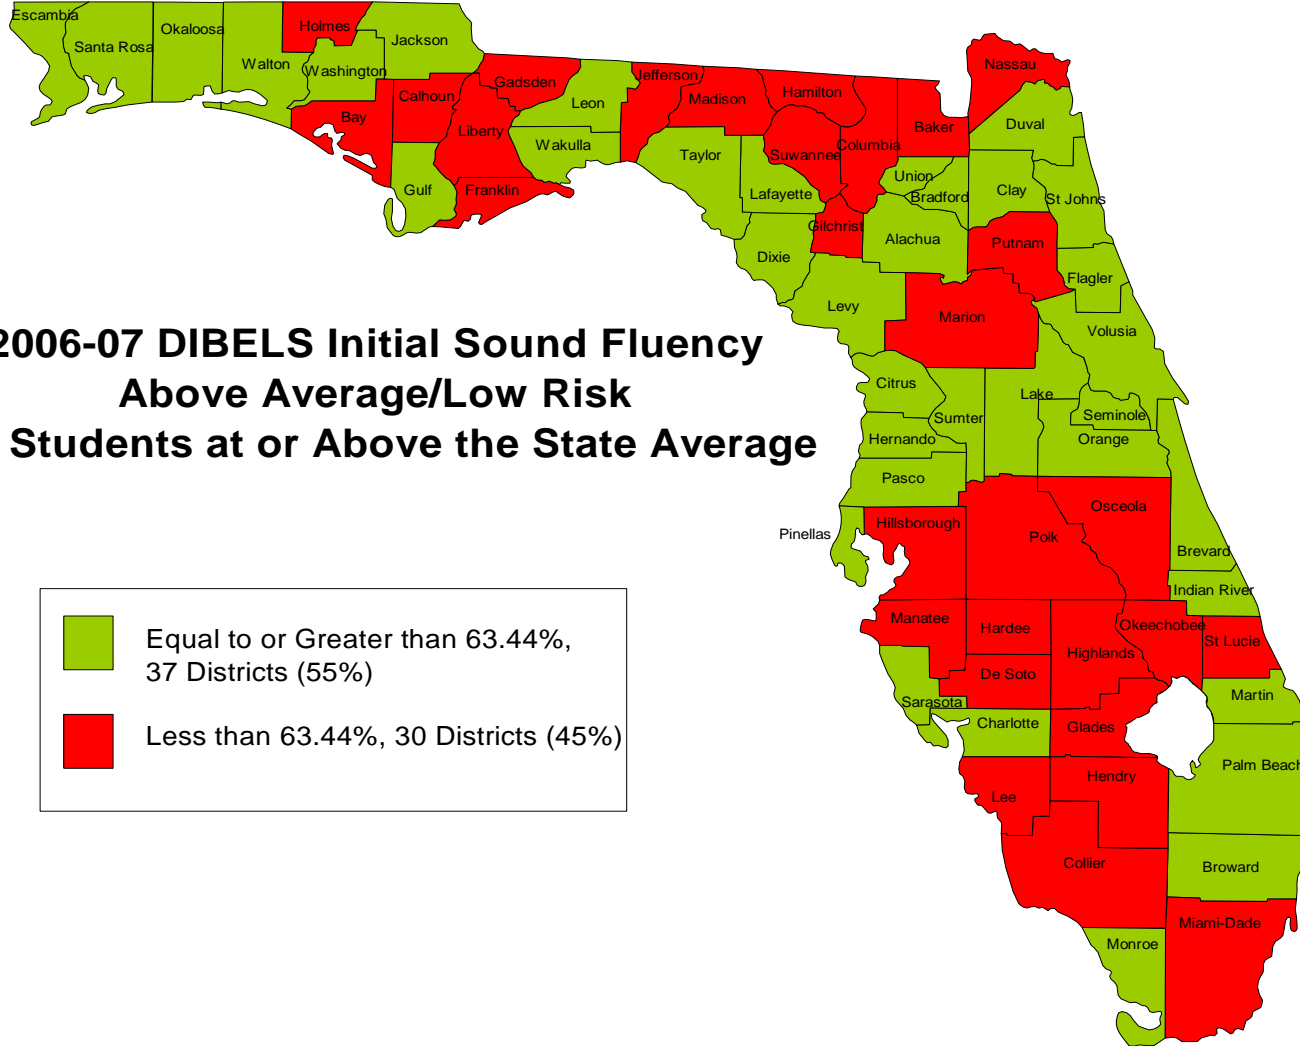 Escambia
Santa Rosa
Okaloosa
Walton
Holmes
Washington
Jackson
Bay
Calhoun
Gulf
Liberty
Gadsden
Franklin
Leon
Wakulla
Jefferson
Madison
Taylor
Hamilton
Suwannee
Lafayette
Columbia
Baker
Nassau
Duval
Union
Bradford
Clay
St Johns
Gilchrist
Dixie
Alachua
Putnam
Flagler
Levy
Marion
Volusia
2006-07 DIBELS Initial Sound Fluency
Above Average/Low Risk
Students at or Above the State Average
Citrus
Sumter
Lake
Seminole
Orange
Hernando
Pasco
Pinellas
Hillsborough
Polk
Osceola
Brevard
Indian River
Manatee
Hardee
Highlands
Okeechobee
St Lucie
De Soto
Sarasota
Charlotte
Glades
Martin
Palm Beach
Lee
Hendry
Collier
Broward
Miami-Dade
Monroe
Equal to or Greater than 63.44%,
37 Districts (55%)
Less than 63.44%, 30 Districts (45%)